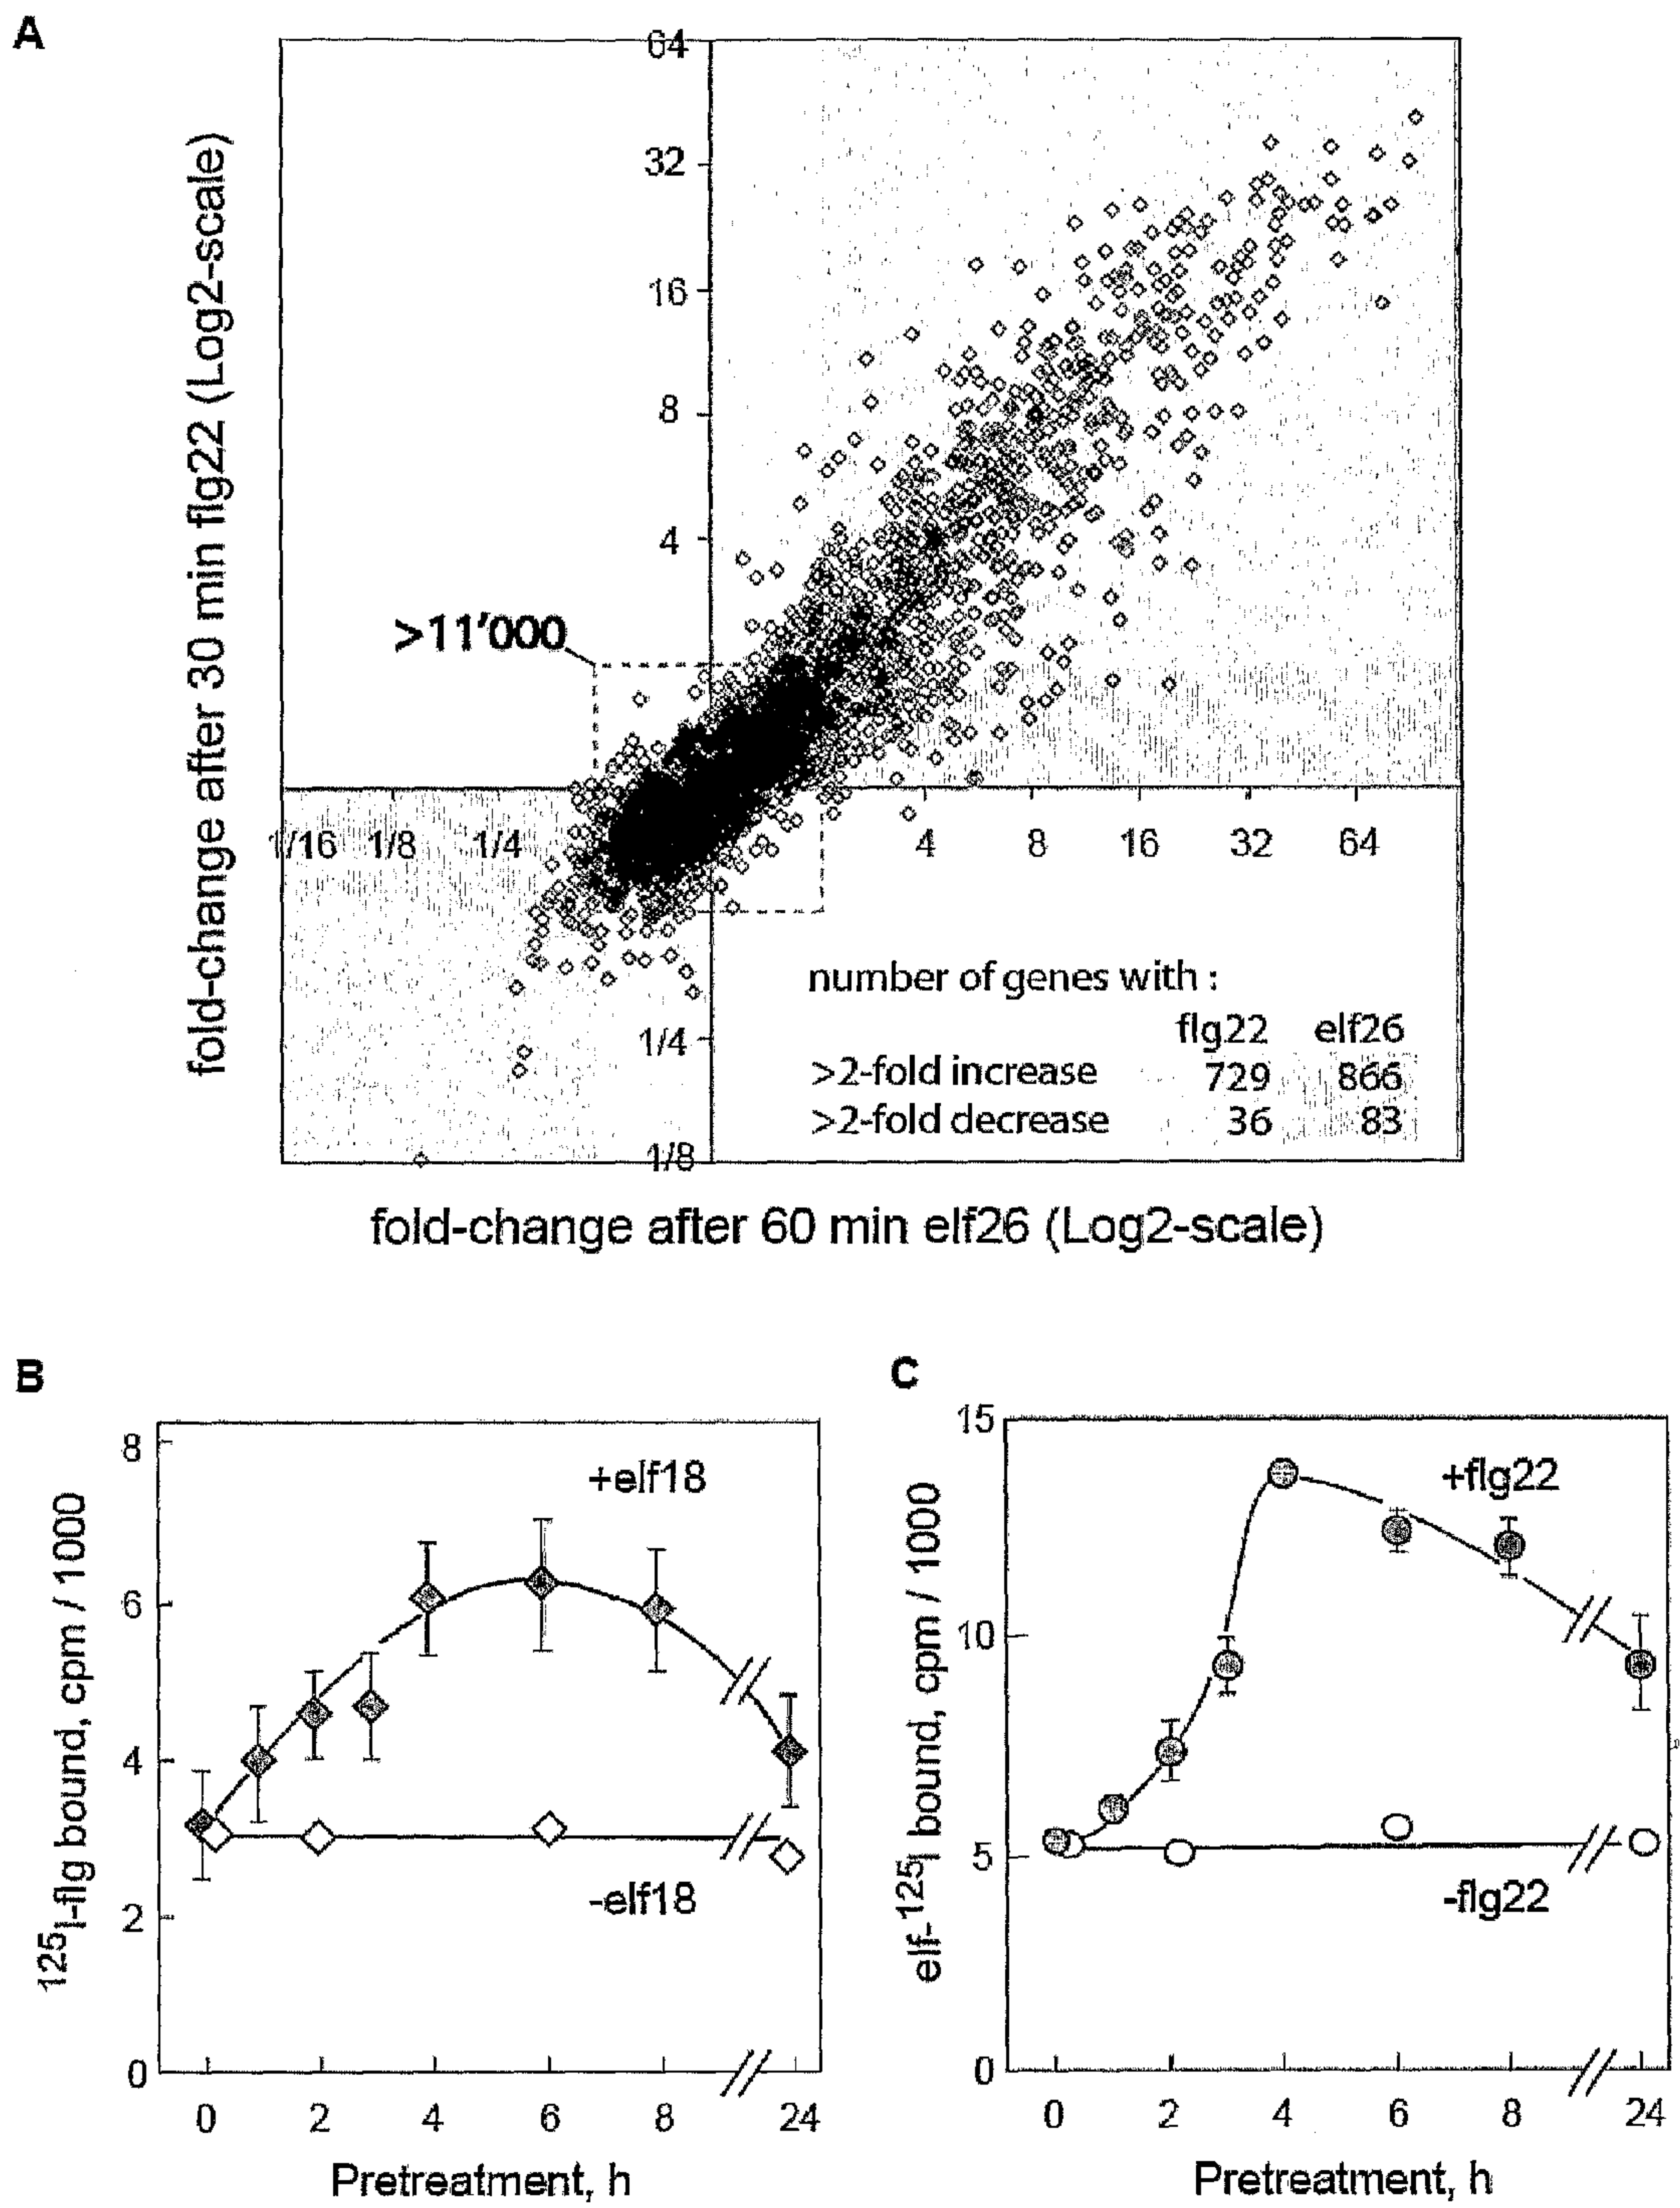 A
fold-change after 30 min flg22 (Log2-scale)
64
32
16
8
4
>11'000
1/16 1/8 1/4 4 8 16 32 64
1/4
1/8
number of genes with :
flg22 elf26
>2-fold increase 729 866
>2-fold decrease 36 83
fold-change after 60 min elf26 (Log2-scale)
B
125I-flg bound, cpm / 1000
8
6
4
2
0
+elf18
-elf18
0 2 4 6 8 24
Pretreatment, h
C
elf-125I bound, cpm / 1000
15
10
5
0
+flg22
-flg22
0 2 4 6 8 24
Pretreatment, h